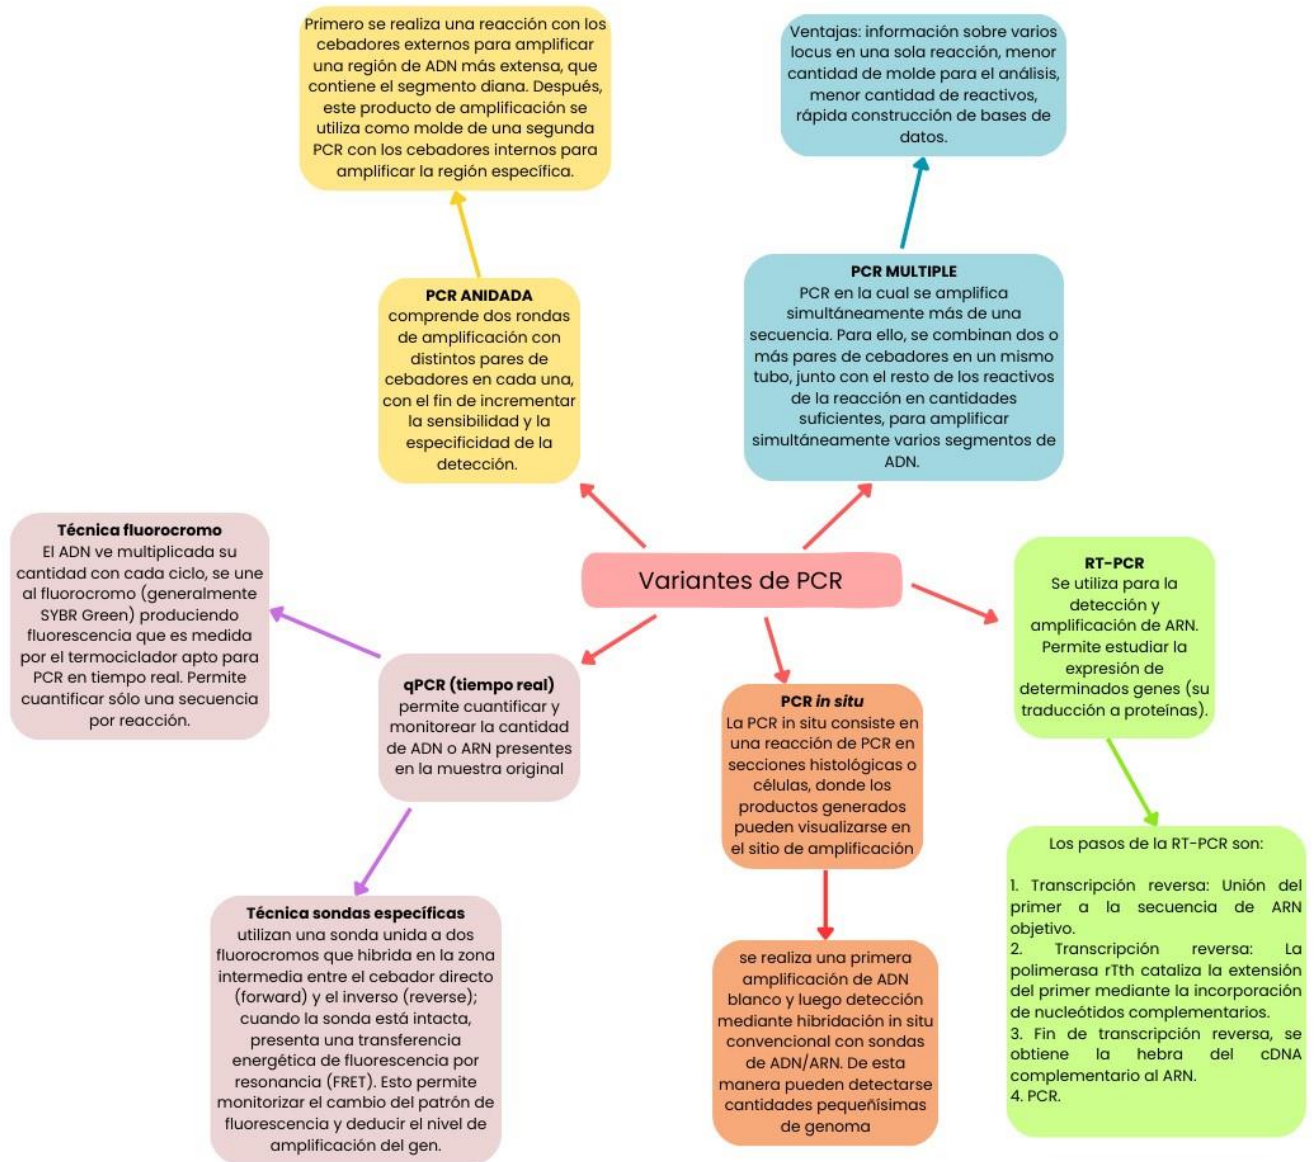 Primero se realiza una reacción con los
cebadores externos para amplificar
una región de ADN más extensa, que
contiene el segmento diana. Después,
este producto de amplificación se
utiliza como molde de una segunda
PCR con los cebadores internos para
amplificar la región específica.
Ventajas: información sobre varios
locus en una sola reacción, menor
cantidad de molde para el análisis,
menor cantidad de reactivos,
rápida construcción de bases de
datos.
PCR ANIDADA
comprende dos rondas
de amplificación con
distintos pares de
cebadores en cada una,
con el fin de incrementar
la sensibilidad y la
especificidad de la
detección.
PCR MULTIPLE
PCR en la cual se amplifica
simultáneamente más de una
secuencia. Para ello, se combinan dos o
más pares de cebadores en un mismo
tubo, junto con el resto de los reactivos
de la reacción en cantidades
suficientes, para amplificar
simultáneamente varios segmentos de
ADN.
Variantes de PCR
Técnica fluorocromo
El ADN ve multiplicada su
cantidad con cada ciclo, se une
al fluorocromo (generalmente
SYBR Green) produciendo
fluorescencia que es medida
por el termociclador apto para
PCR en tiempo real. Permite
cuantificar sólo una secuencia
por reacción.
qPCR (tiempo real)
permite cuantificar y
monitorear la cantidad
de ADN o ARN presentes
en la muestra original
Técnica sondas específicas
utilizan una sonda unida a dos
fluorocromos que hibrida en la zona
intermedia entre el cebador directo
(forward) y el inverso (reverse);
cuando la sonda está intacta,
presenta una transferencia
energética de fluorescencia por
resonancia (FRET). Esto permite
monitorizar el cambio del patrón de
fluorescencia y deducir el nivel de
amplificación del gen.
PCR in situ
La PCR in situ consiste en
una reacción de PCR en
secciones histológicas o
células, donde los
productos generados
pueden visualizarse en
el sitio de amplificación
se realiza una primera
amplificación de ADN
blanco y luego detección
mediante hibridación in situ
convencional con sondas
de ADN/ARN. De esta
manera pueden detectarse
cantidades pequeñísimas
de genoma
RT-PCR
Se utiliza para la
detección y
amplificación de ARN.
Permite estudiar la
expresión de
determinados genes (su
traducción a proteínas).
Los pasos de la RT-PCR son:
1. Transcripción reversa: Unión del
primer a la secuencia de ARN
objetivo.
2. Transcripción reversa: La
polimerasa rTth cataliza la extensión
del primer mediante la incorporación
de nucleótidos complementarios.
3. Fin de transcripción reversa, se
obtiene la hebra del cDNA
complementario al ARN.
4. PCR.